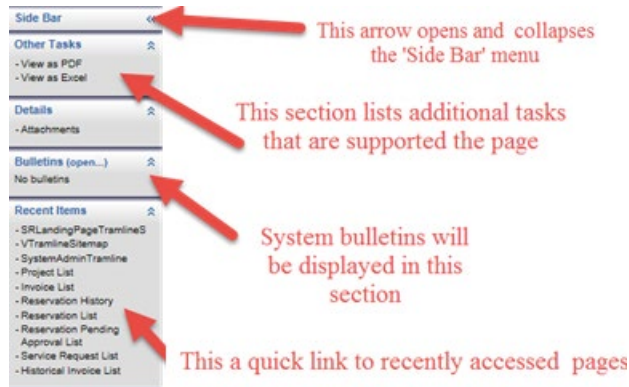 Side Bar «
This arrow opens and collapses
the 'Side Bar' menu
Other Tasks
- View as PDF
- View as Excel
This section lists additional tasks
that are supported the page
Details
- Attachments
Bulletins (open...)
No bulletins
System bulletins will
be displayed in this
section
Recent Items
- SRLandingPageTramlineS
- VTramlineSitemap
- SystemAdminTramline
- Project List
- Invoice List
- Reservation History
- Reservation List
- Reservation Pending
Approval List
- Service Request List
- Historical Invoice List
This a quick link to recently accessed pages